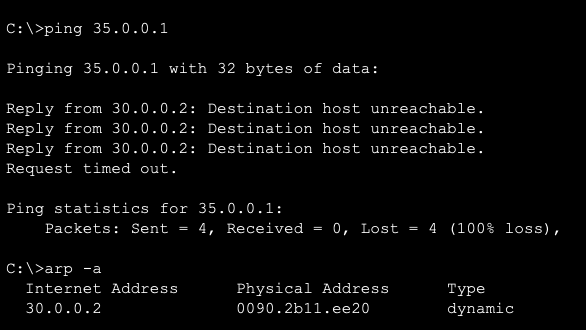 C:\>ping 35.0.0.1
Pinging 35.0.0.1 with 32 bytes of data:
Reply from 30.0.0.2: Destination host unreachable.
Reply from 30.0.0.2: Destination host unreachable.
Reply from 30.0.0.2: Destination host unreachable.
Request timed out.
Ping statistics for 35.0.0.1:
    Packets: Sent = 4, Received = 0, Lost = 4 (100% loss),
C:\>arp -a
  Internet Address      Physical Address      Type
  30.0.0.2              0090.2b11.ee20        dynamic